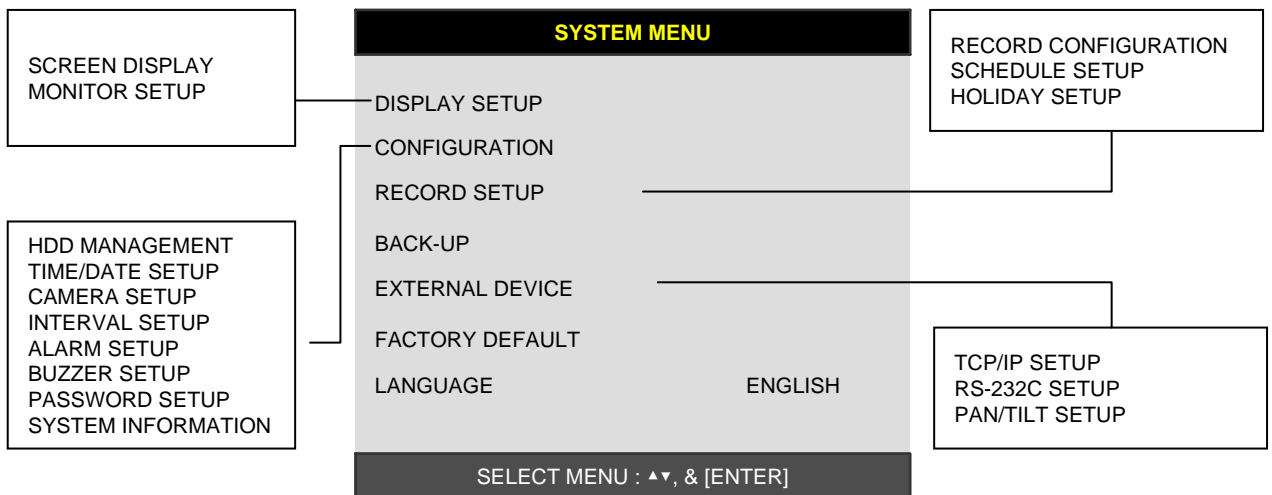 SYSTEM MENU
SCREEN DISPLAY
MONITOR SETUP
RECORD CONFIGURATION
SCHEDULE SETUP
HOLIDAY SETUP
DISPLAY SETUP
CONFIGURATION
RECORD SETUP
BACK-UP
EXTERNAL DEVICE
FACTORY DEFAULT
LANGUAGE ENGLISH
HDD MANAGEMENT
TIME/DATE SETUP
CAMERA SETUP
INTERVAL SETUP
ALARM SETUP
BUZZER SETUP
PASSWORD SETUP
SYSTEM INFORMATION
TCP/IP SETUP
RS-232C SETUP
PAN/TILT SETUP
SELECT MENU : ▲▼, & [ENTER]